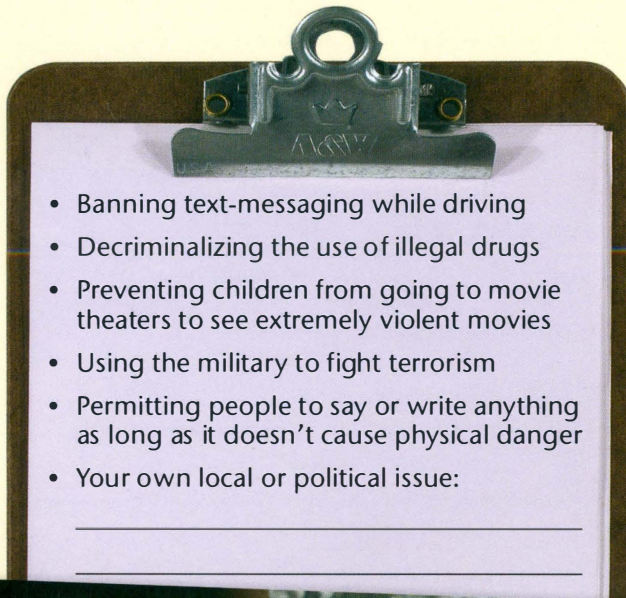 USA
• Banning text-messaging while driving
• Decriminalizing the use of illegal drugs
• Preventing children from going to movie
theaters to see extremely violent movies
• Using the military to fight terrorism
• Permitting people to say or write anything
as long as it doesn't cause physical danger
• Your own local or political issue: